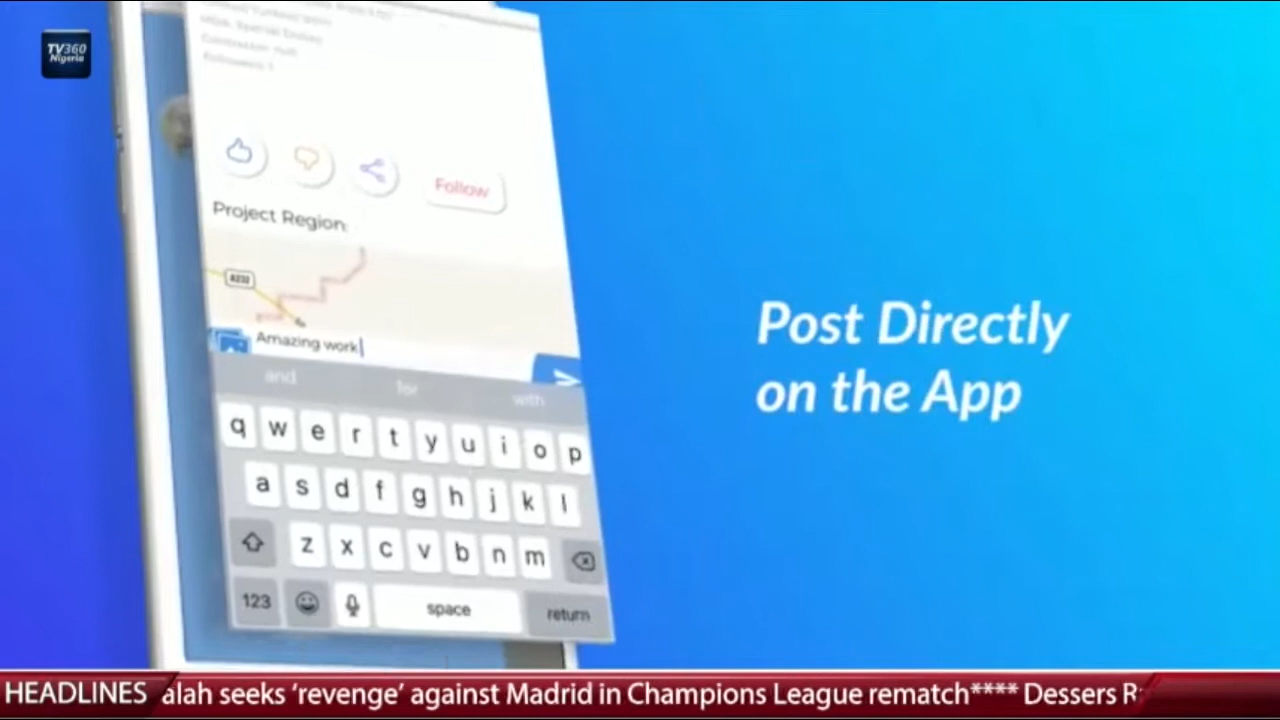 TV360
Nigeria
Follow
Project Region:
A232
Amazing work
and for with
q w e r t y u i o p
a s d f g h j k l
z x c v b n m
123 space return
Post Directly
on the App
HEADLINES alah seeks ‘revenge’ against Madrid in Champions League rematch**** Dessers R